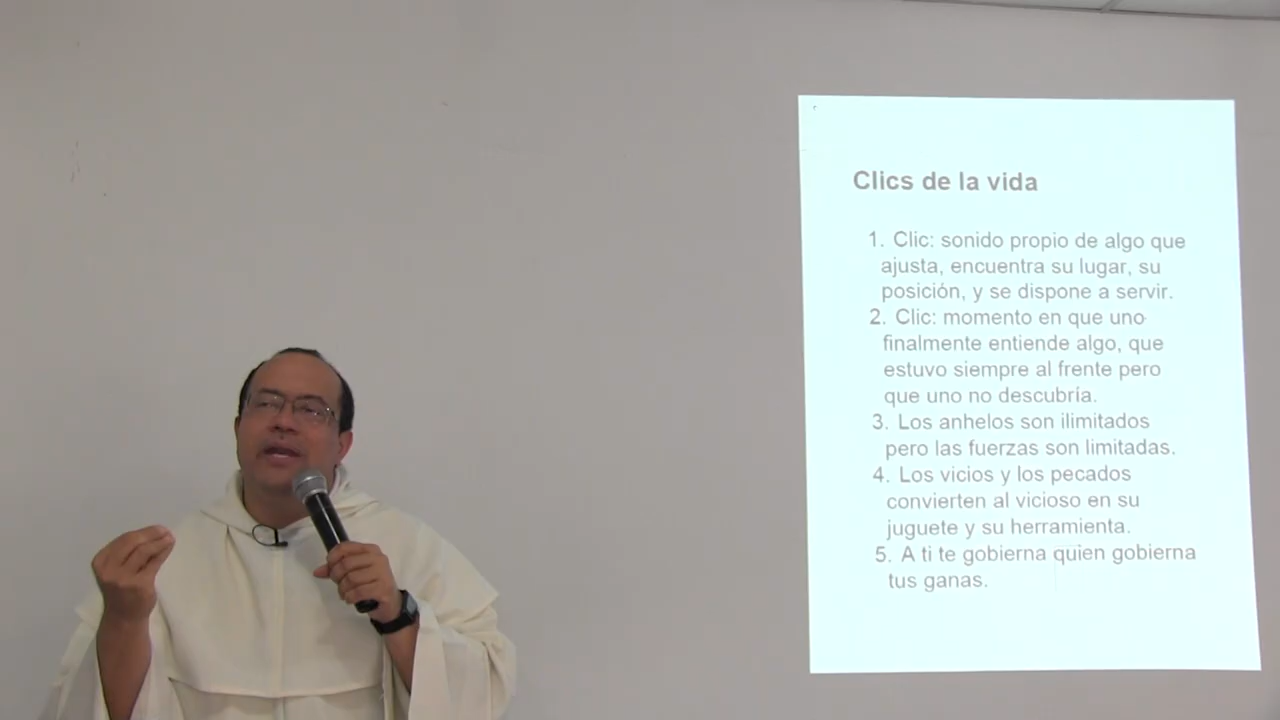 Clics de la vida
1. Clic: sonido propio de algo que
ajusta, encuentra su lugar, su
posición, y se dispone a servir.
2. Clic: momento en que uno
finalmente entiende algo, que
estuvo siempre al frente pero
que uno no descubría.
3. Los anhelos son ilimitados
pero las fuerzas son limitadas.
4. Los vicios y los pecados
convierten al vicioso en su
juguete y su herramienta.
5. A ti te gobierna quien gobierna
tus ganas.